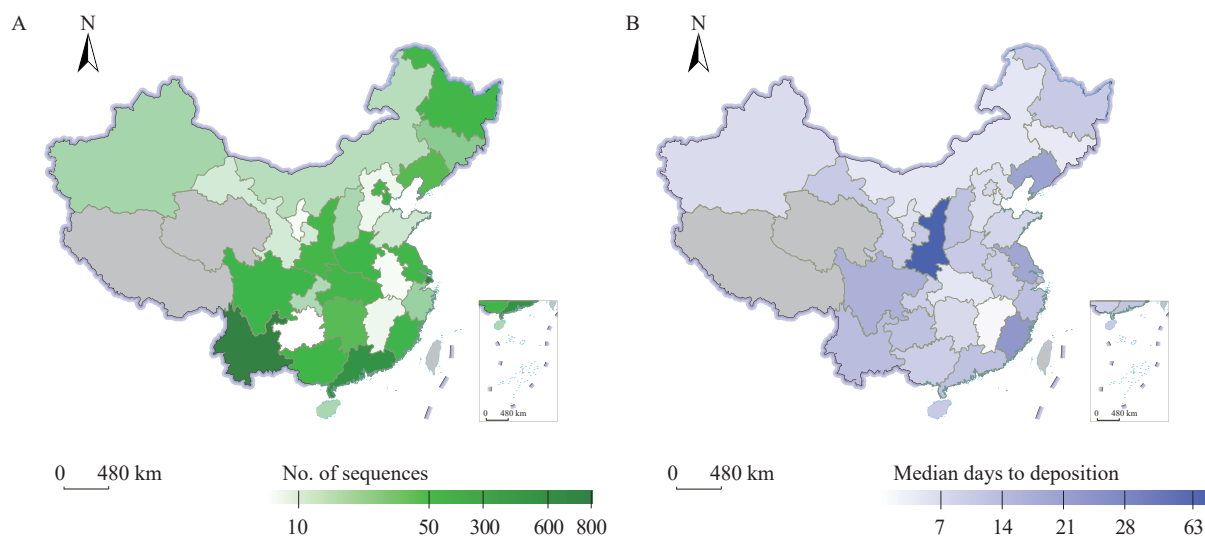 A
N
0 480 km
0 480 km
No. of sequences
10 50 300 600 800
B
N
0 480 km
0 480 km
Median days to deposition
7 14 21 28 63